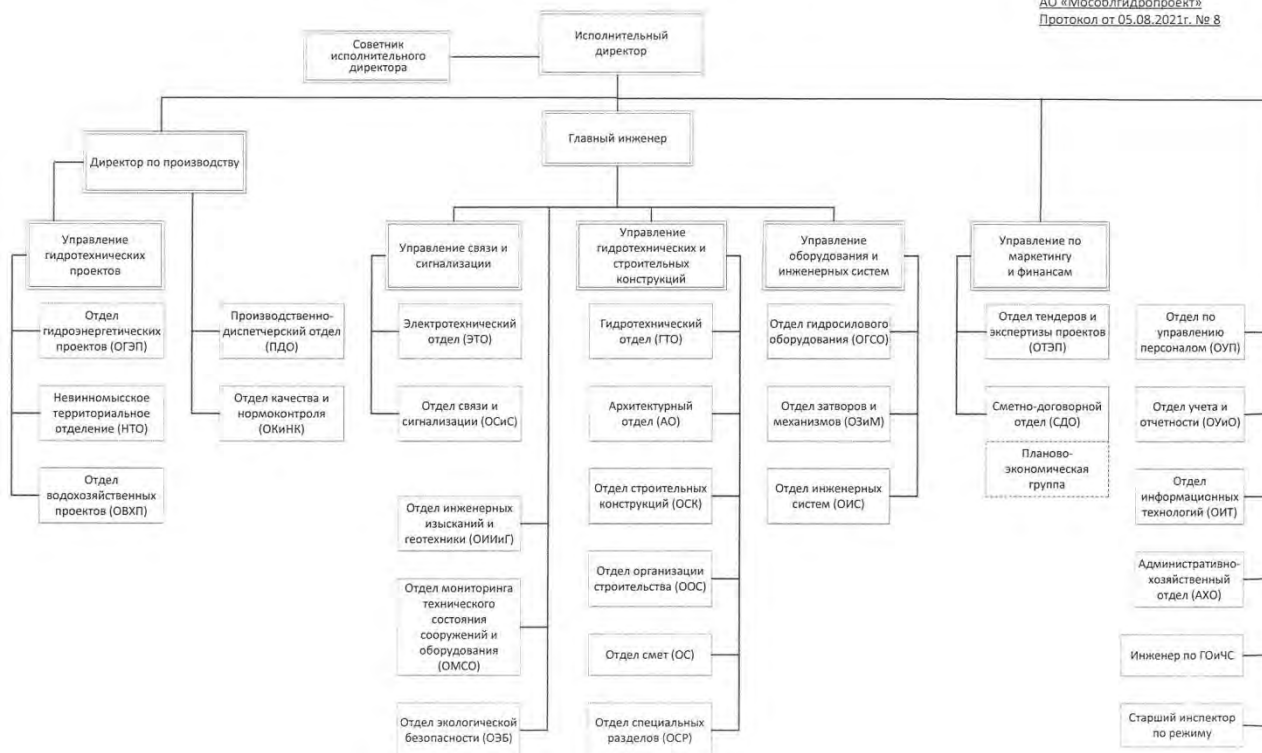 АО «Мособлгидропроект»
Протокол от 05.08.2021г. № 8
Исполнительный
директор
Советник
исполнительного
директора
Главный инженер
Директор по производству
Управление
гидротехнических
проектов
Управление связи и
сигнализации
Управление
гидротехнических и
строительных
конструкций
Управление
оборудования и
инженерных систем
Управление по
маркетингу
и финансам
Отдел
гидроэнергетических
проектов (ОГЭП)
Невинномысское
территориальное
отделение (НТО)
Отдел
водохозяйственных
проектов (ОВХП)
Производственно-
диспетчерский отдел
(ПДО)
Отдел качества и
нормоконтроля
(ОКиНК)
Электротехнический
отдел (ЭТО)
Отдел связи и
сигнализации (ОСиС)
Отдел инженерных
изысканий и
геотехники (ОИИиГ)
Отдел мониторинга
технического
состояния
сооружений и
оборудования
(ОМСО)
Отдел экологической
безопасности (ОЭБ)
Гидротехнический
отдел (ГТО)
Архитектурный
отдел (АО)
Отдел строительных
конструкций (ОСК)
Отдел организации
строительства (ООС)
Отдел смет (ОС)
Отдел специальных
разделов (ОСР)
Отдел гидросилового
оборудования (ОГСО)
Отдел затворов и
механизмов (ОЗиМ)
Отдел инженерных
систем (ОИС)
Отдел тендеров и
экспертизы проектов
(ОТЭП)
Сметно-договорной
отдел (СДО)
Планово-
экономическая
группа
Отдел по
управлению
персоналом (ОУП)
Отдел учета и
отчетности (ОУиО)
Отдел
информационных
технологий (ОИТ)
Административно-
хозяйственный
отдел (АХО)
Инженер по ГОиЧС
Старший инспектор
по режиму